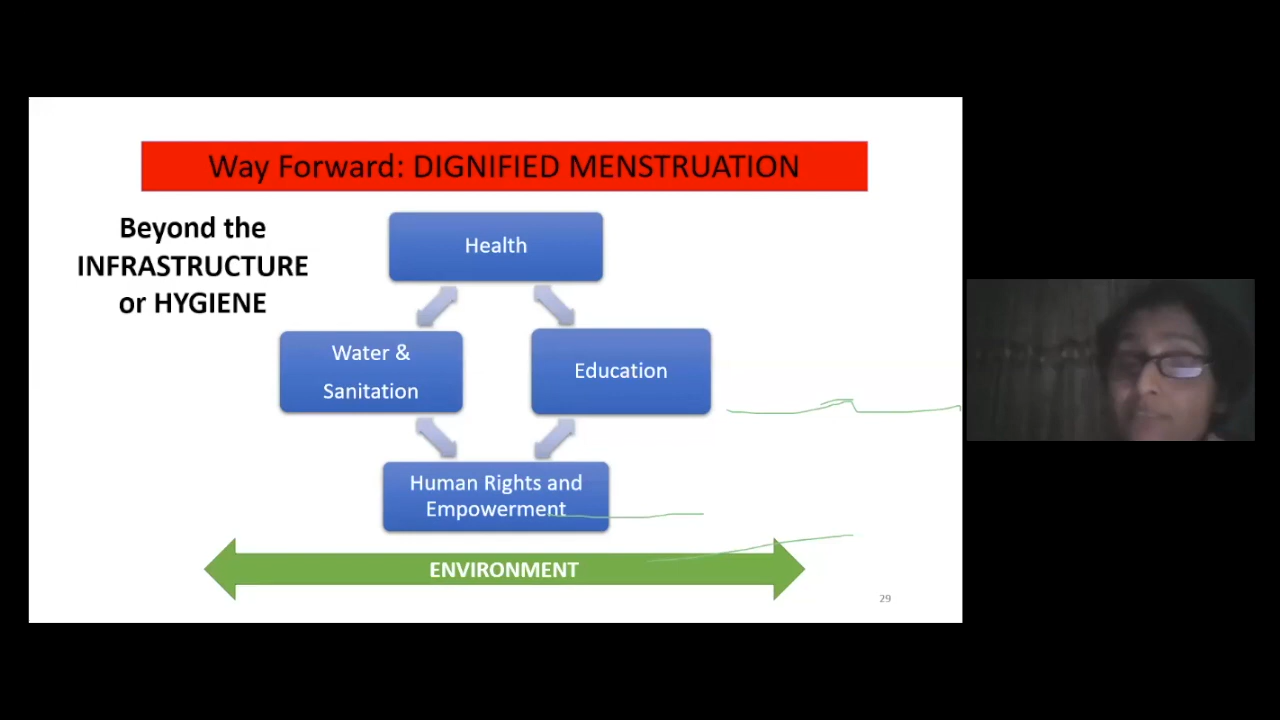 Way Forward: DIGNIFIED MENSTRUATION
Beyond the
INFRASTRUCTURE
or HYGIENE
Health
Water &
Sanitation
Education
Human Rights and
Empowerment
ENVIRONMENT
29